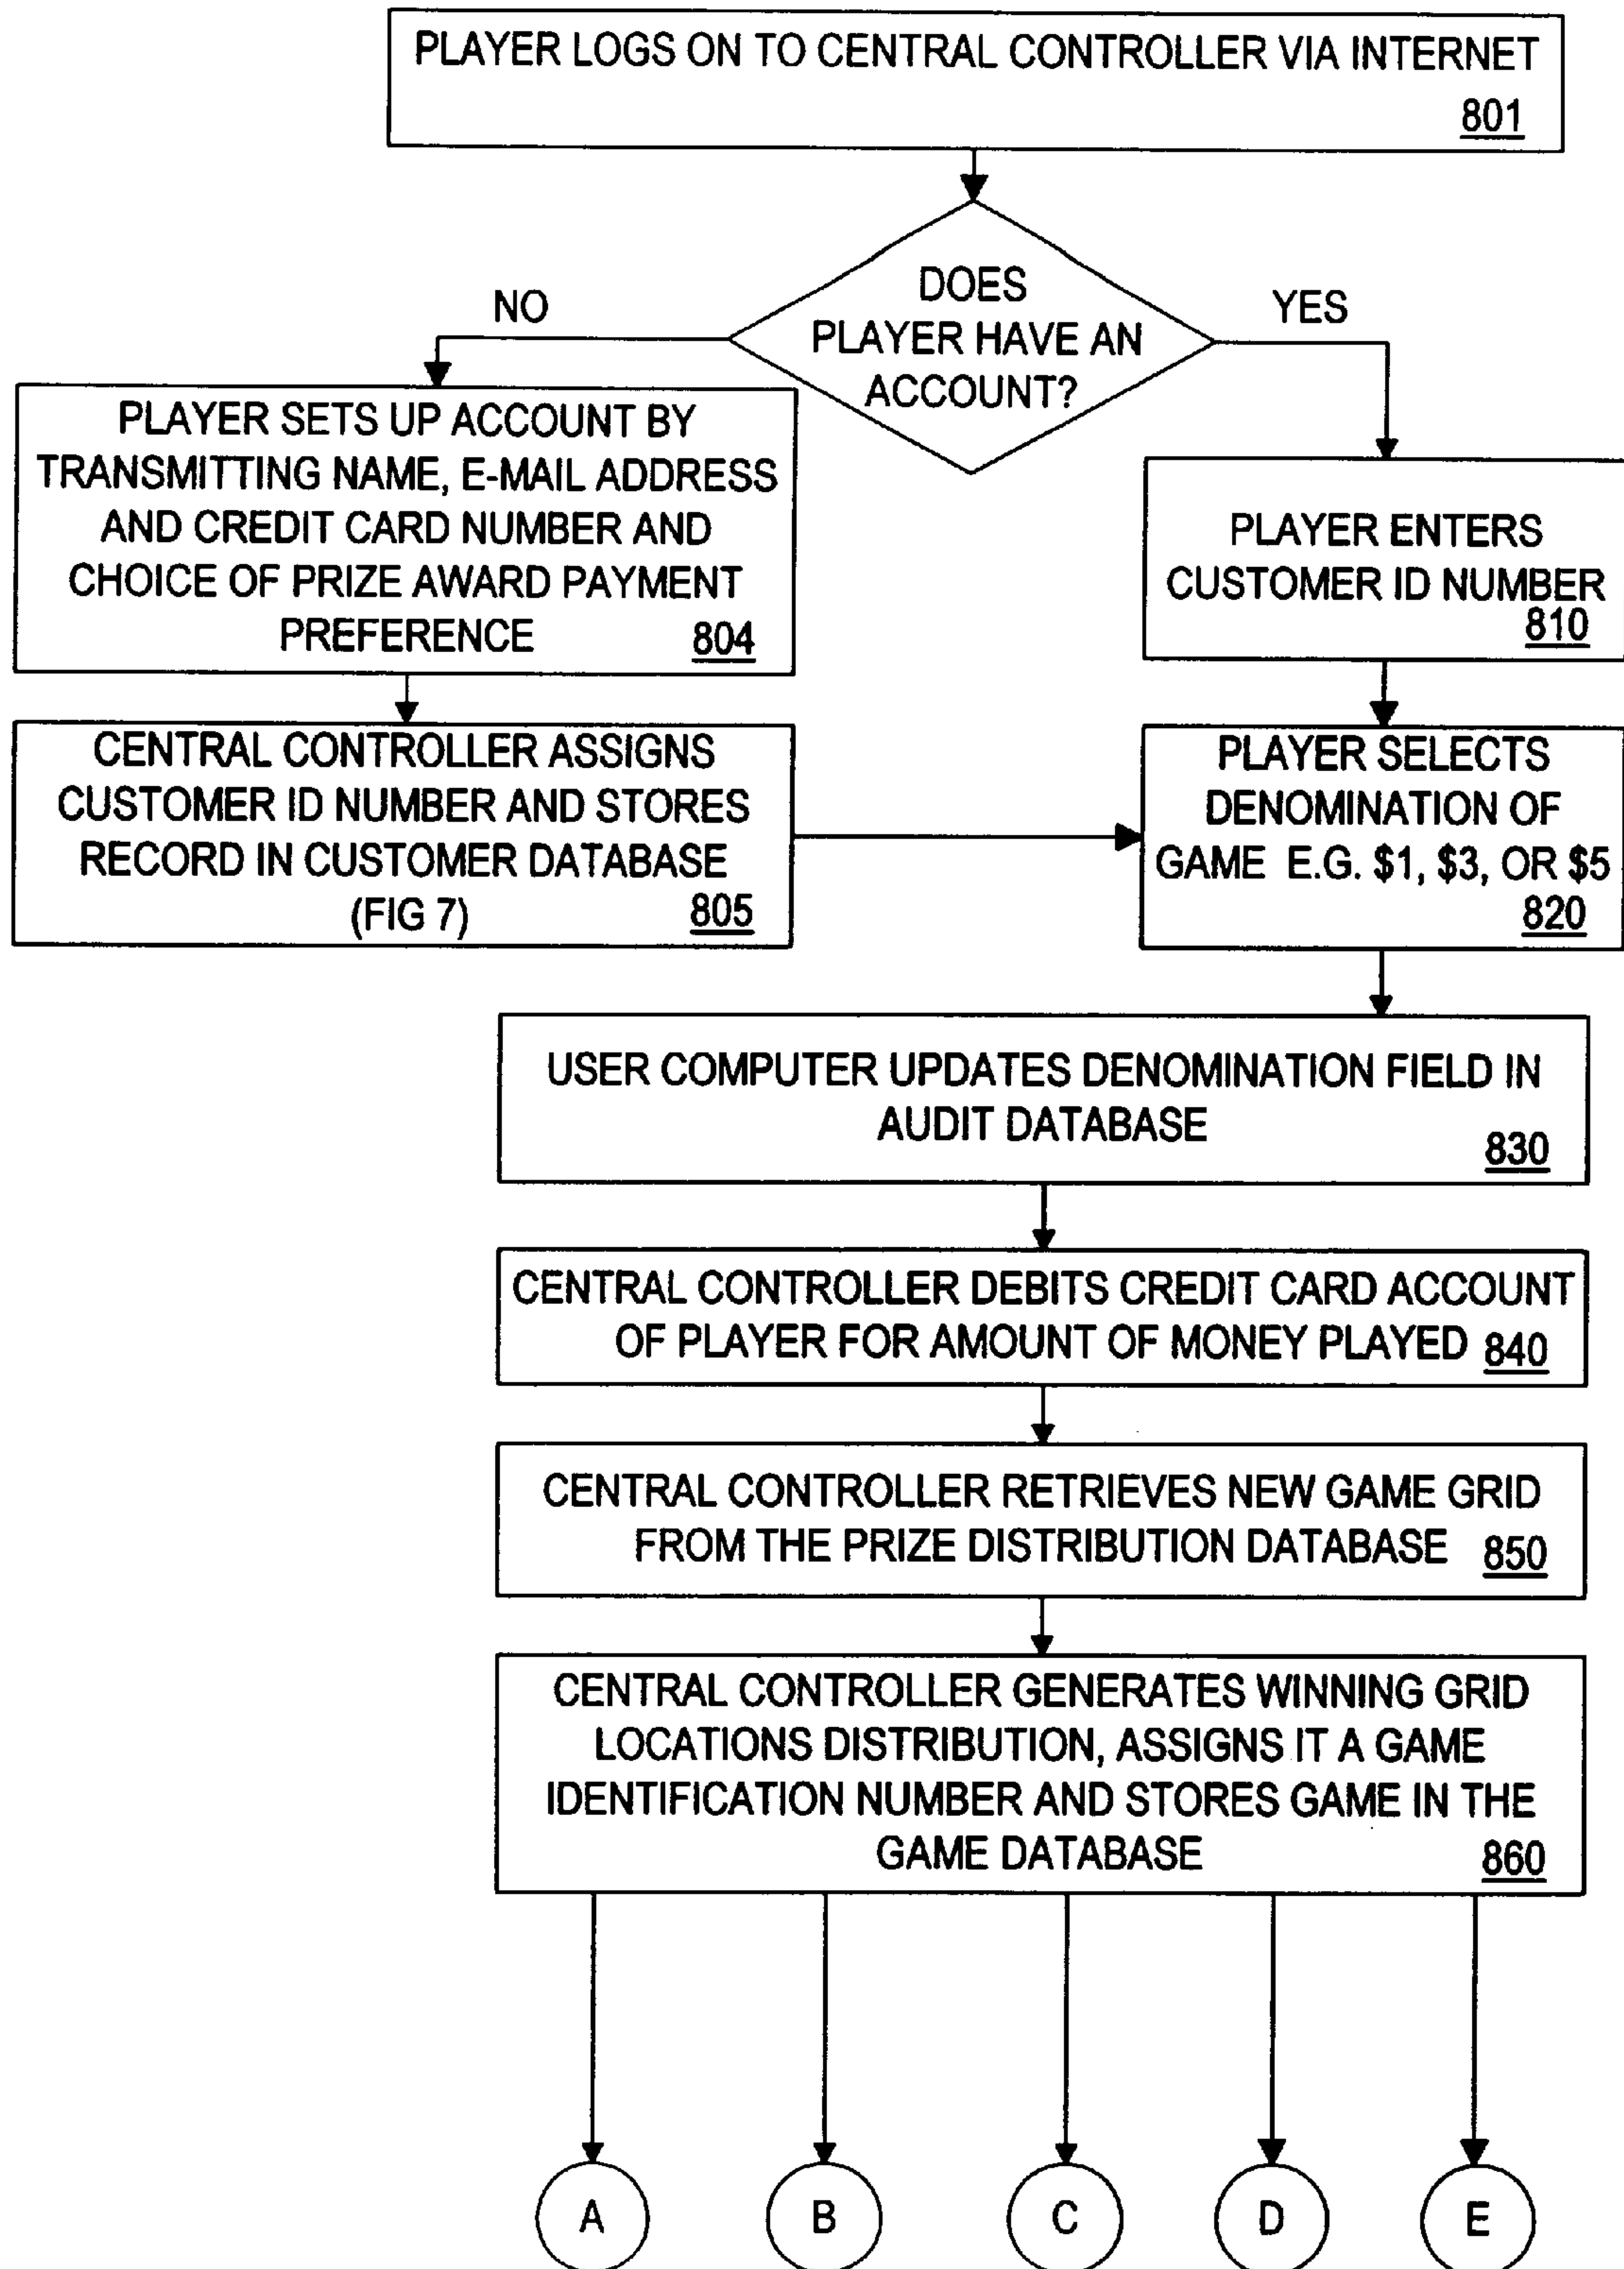 PLAYER LOGS ON TO CENTRAL CONTROLLER VIA INTERNET
801
DOES
PLAYER HAVE AN
ACCOUNT?
NO
YES
PLAYER SETS UP ACCOUNT BY
TRANSMITTING NAME, E-MAIL ADDRESS
AND CREDIT CARD NUMBER AND
CHOICE OF PRIZE AWARD PAYMENT
PREFERENCE 804
PLAYER ENTERS
CUSTOMER ID NUMBER
810
CENTRAL CONTROLLER ASSIGNS
CUSTOMER ID NUMBER AND STORES
RECORD IN CUSTOMER DATABASE
(FIG 7) 805
PLAYER SELECTS
DENOMINATION OF
GAME E.G. $1, $3, OR $5
820
USER COMPUTER UPDATES DENOMINATION FIELD IN
AUDIT DATABASE
830
CENTRAL CONTROLLER DEBITS CREDIT CARD ACCOUNT
OF PLAYER FOR AMOUNT OF MONEY PLAYED 840
CENTRAL CONTROLLER RETRIEVES NEW GAME GRID
FROM THE PRIZE DISTRIBUTION DATABASE 850
CENTRAL CONTROLLER GENERATES WINNING GRID
LOCATIONS DISTRIBUTION, ASSIGNS IT A GAME
IDENTIFICATION NUMBER AND STORES GAME IN THE
GAME DATABASE 860
A B C D E